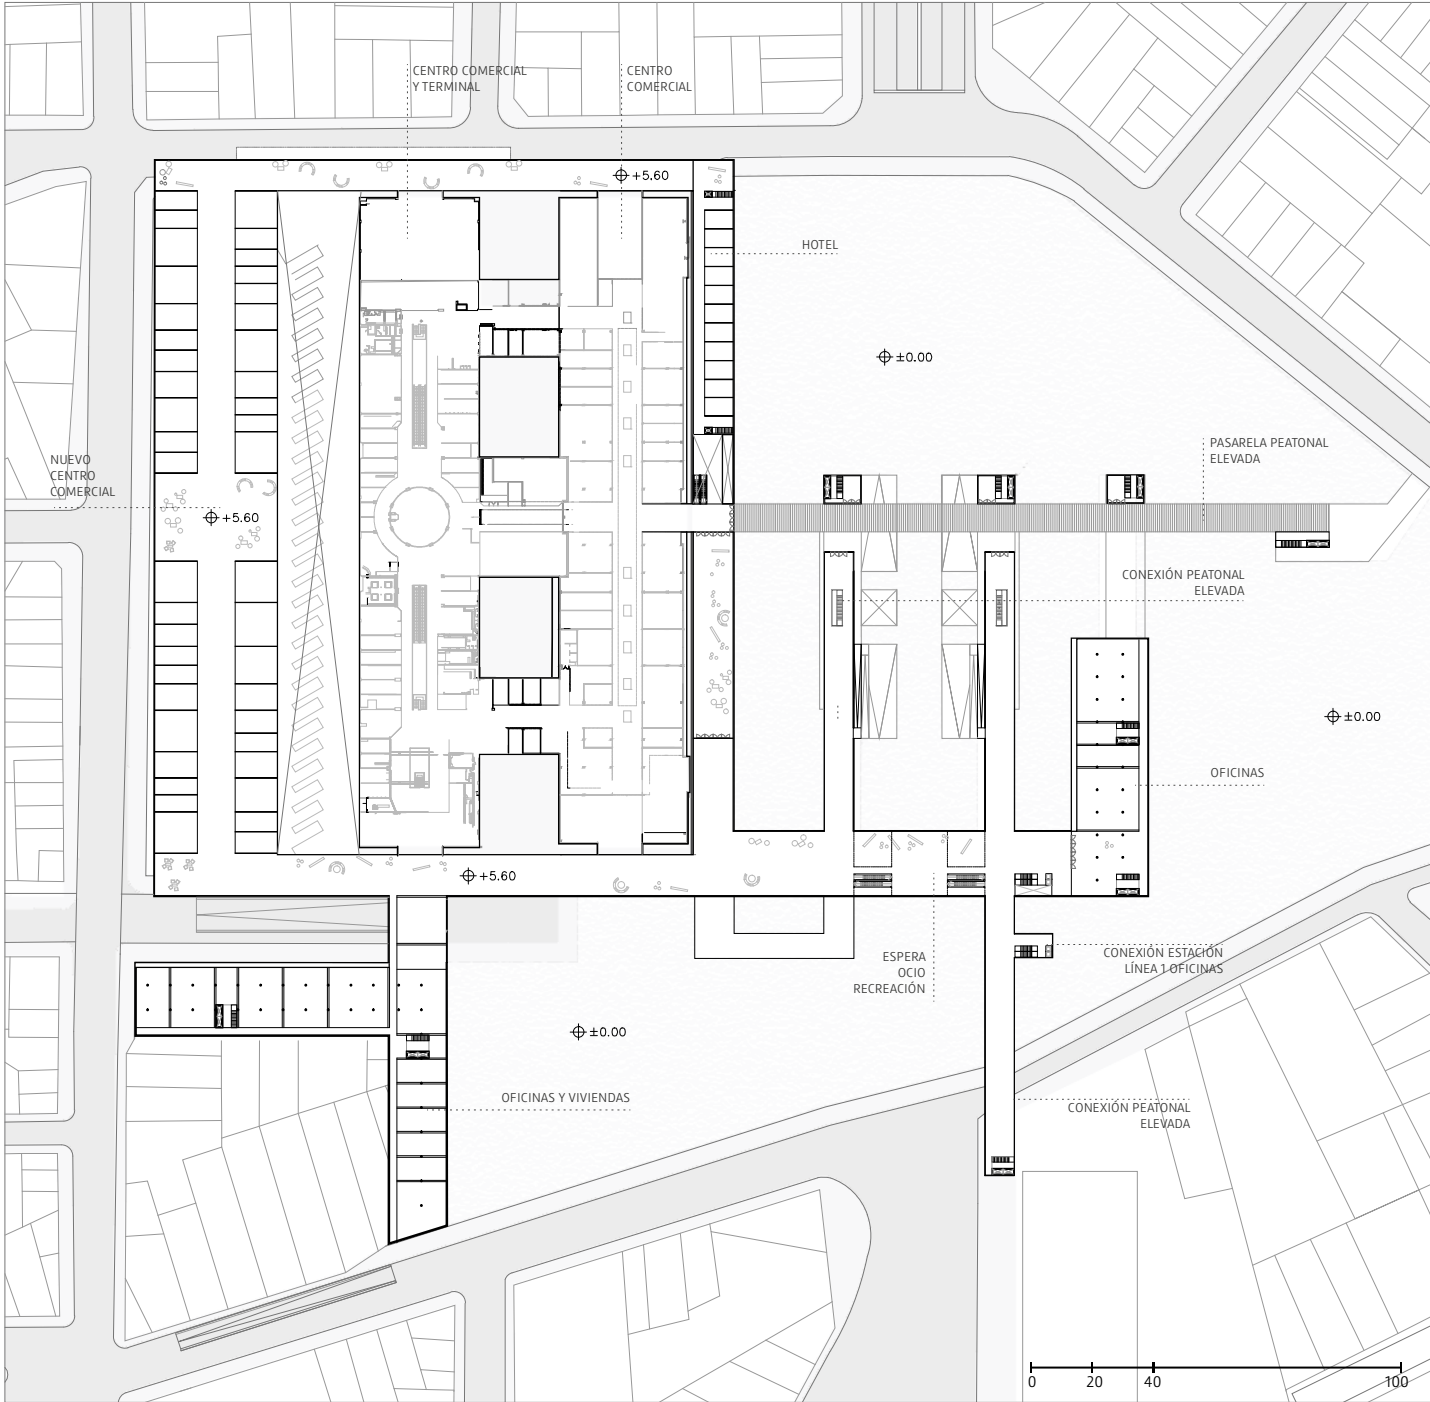 CENTRO COMERCIAL
Y TERMINAL
CENTRO
COMERCIAL
+5.60
HOTEL
±0.00
PASARELA PEATONAL
ELEVADA
NUEVO
CENTRO
COMERCIAL
+5.60
CONEXIÓN PEATONAL
ELEVADA
±0.00
OFICINAS
+5.60
ESPERA
OCIO
RECREACIÓN
CONEXIÓN ESTACIÓN
LÍNEA 1 OFICINAS
±0.00
OFICINAS Y VIVIENDAS
CONEXIÓN PEATONAL
ELEVADA
0 20 40 100